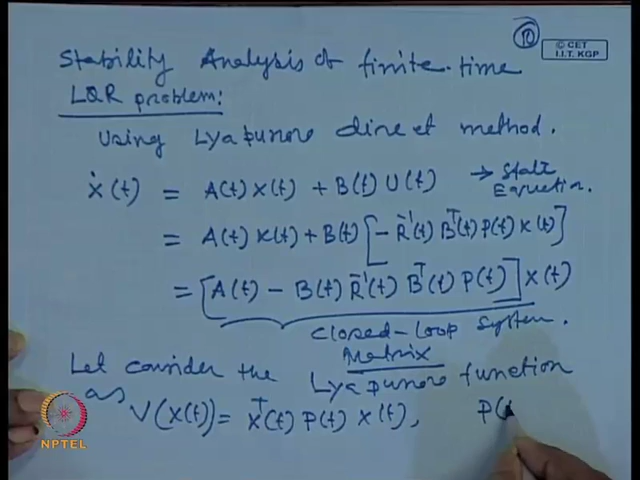 10
© CET
I.I.T. KGP
Stability Analysis of finite-time
LQR problem:
Using Lyapunov direct method.
Ẋ(t) = A(t) X(t) + B(t) U(t) → State Equation.
= A(t) X(t) + B(t) [- R⁻¹(t) Bᵀ(t) P(t) X(t)]
= [A(t) - B(t) R⁻¹(t) Bᵀ(t) P(t)] X(t)
closed-loop system.
Matrix
Let consider the Lyapunov function
as V(X(t)) = Xᵀ(t) P(t) X(t), P(
NPTEL